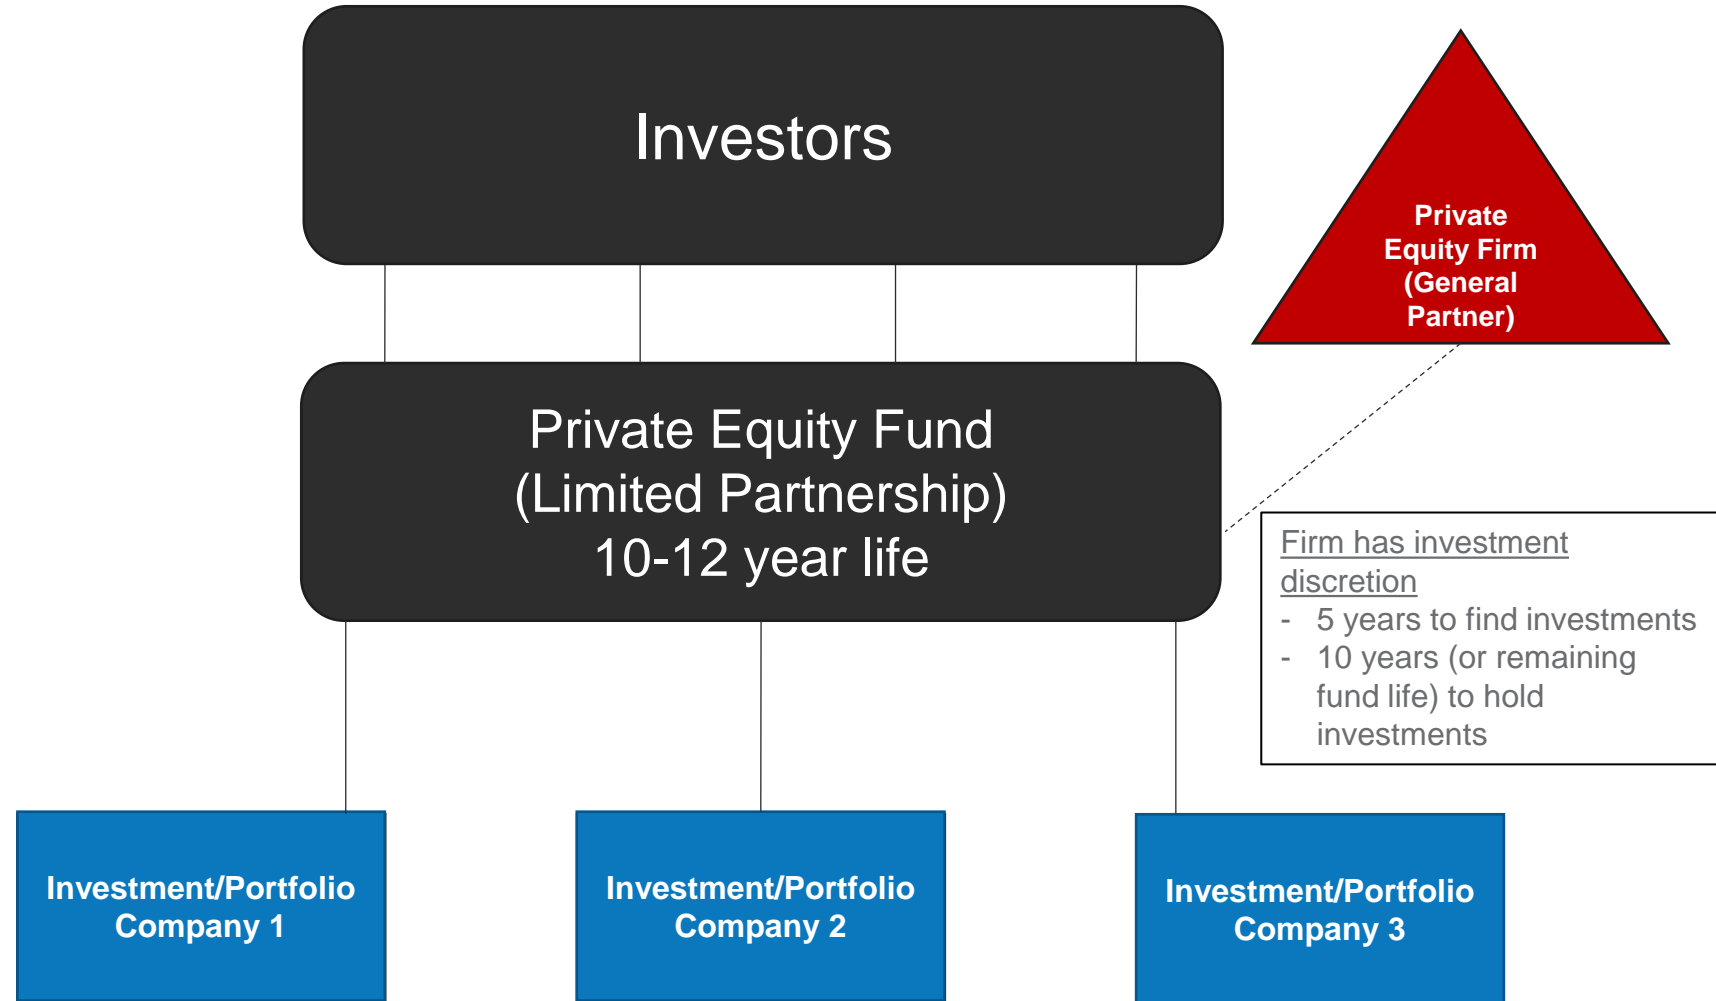 Investors
Private
Equity Firm
(General
Partner)
Private Equity Fund
(Limited Partnership)
10-12 year life
Firm has investment
discretion
- 5 years to find investments
- 10 years (or remaining
fund life) to hold
investments
Investment/Portfolio
Company 1
Investment/Portfolio
Company 2
Investment/Portfolio
Company 3